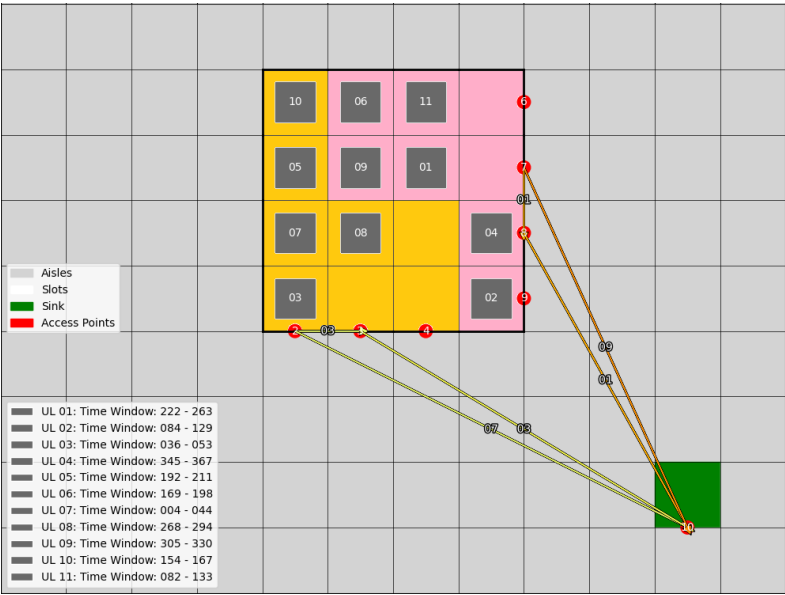 10 06 11 6
05 09 01 7
01
07 08 04 8
03 02 9
2 03 4
09
01
07 03
10
Aisles
Slots
Sink
Access Points
UL 01: Time Window: 222 - 263
UL 02: Time Window: 084 - 129
UL 03: Time Window: 036 - 053
UL 04: Time Window: 345 - 367
UL 05: Time Window: 192 - 211
UL 06: Time Window: 169 - 198
UL 07: Time Window: 004 - 044
UL 08: Time Window: 268 - 294
UL 09: Time Window: 305 - 330
UL 10: Time Window: 154 - 167
UL 11: Time Window: 082 - 133